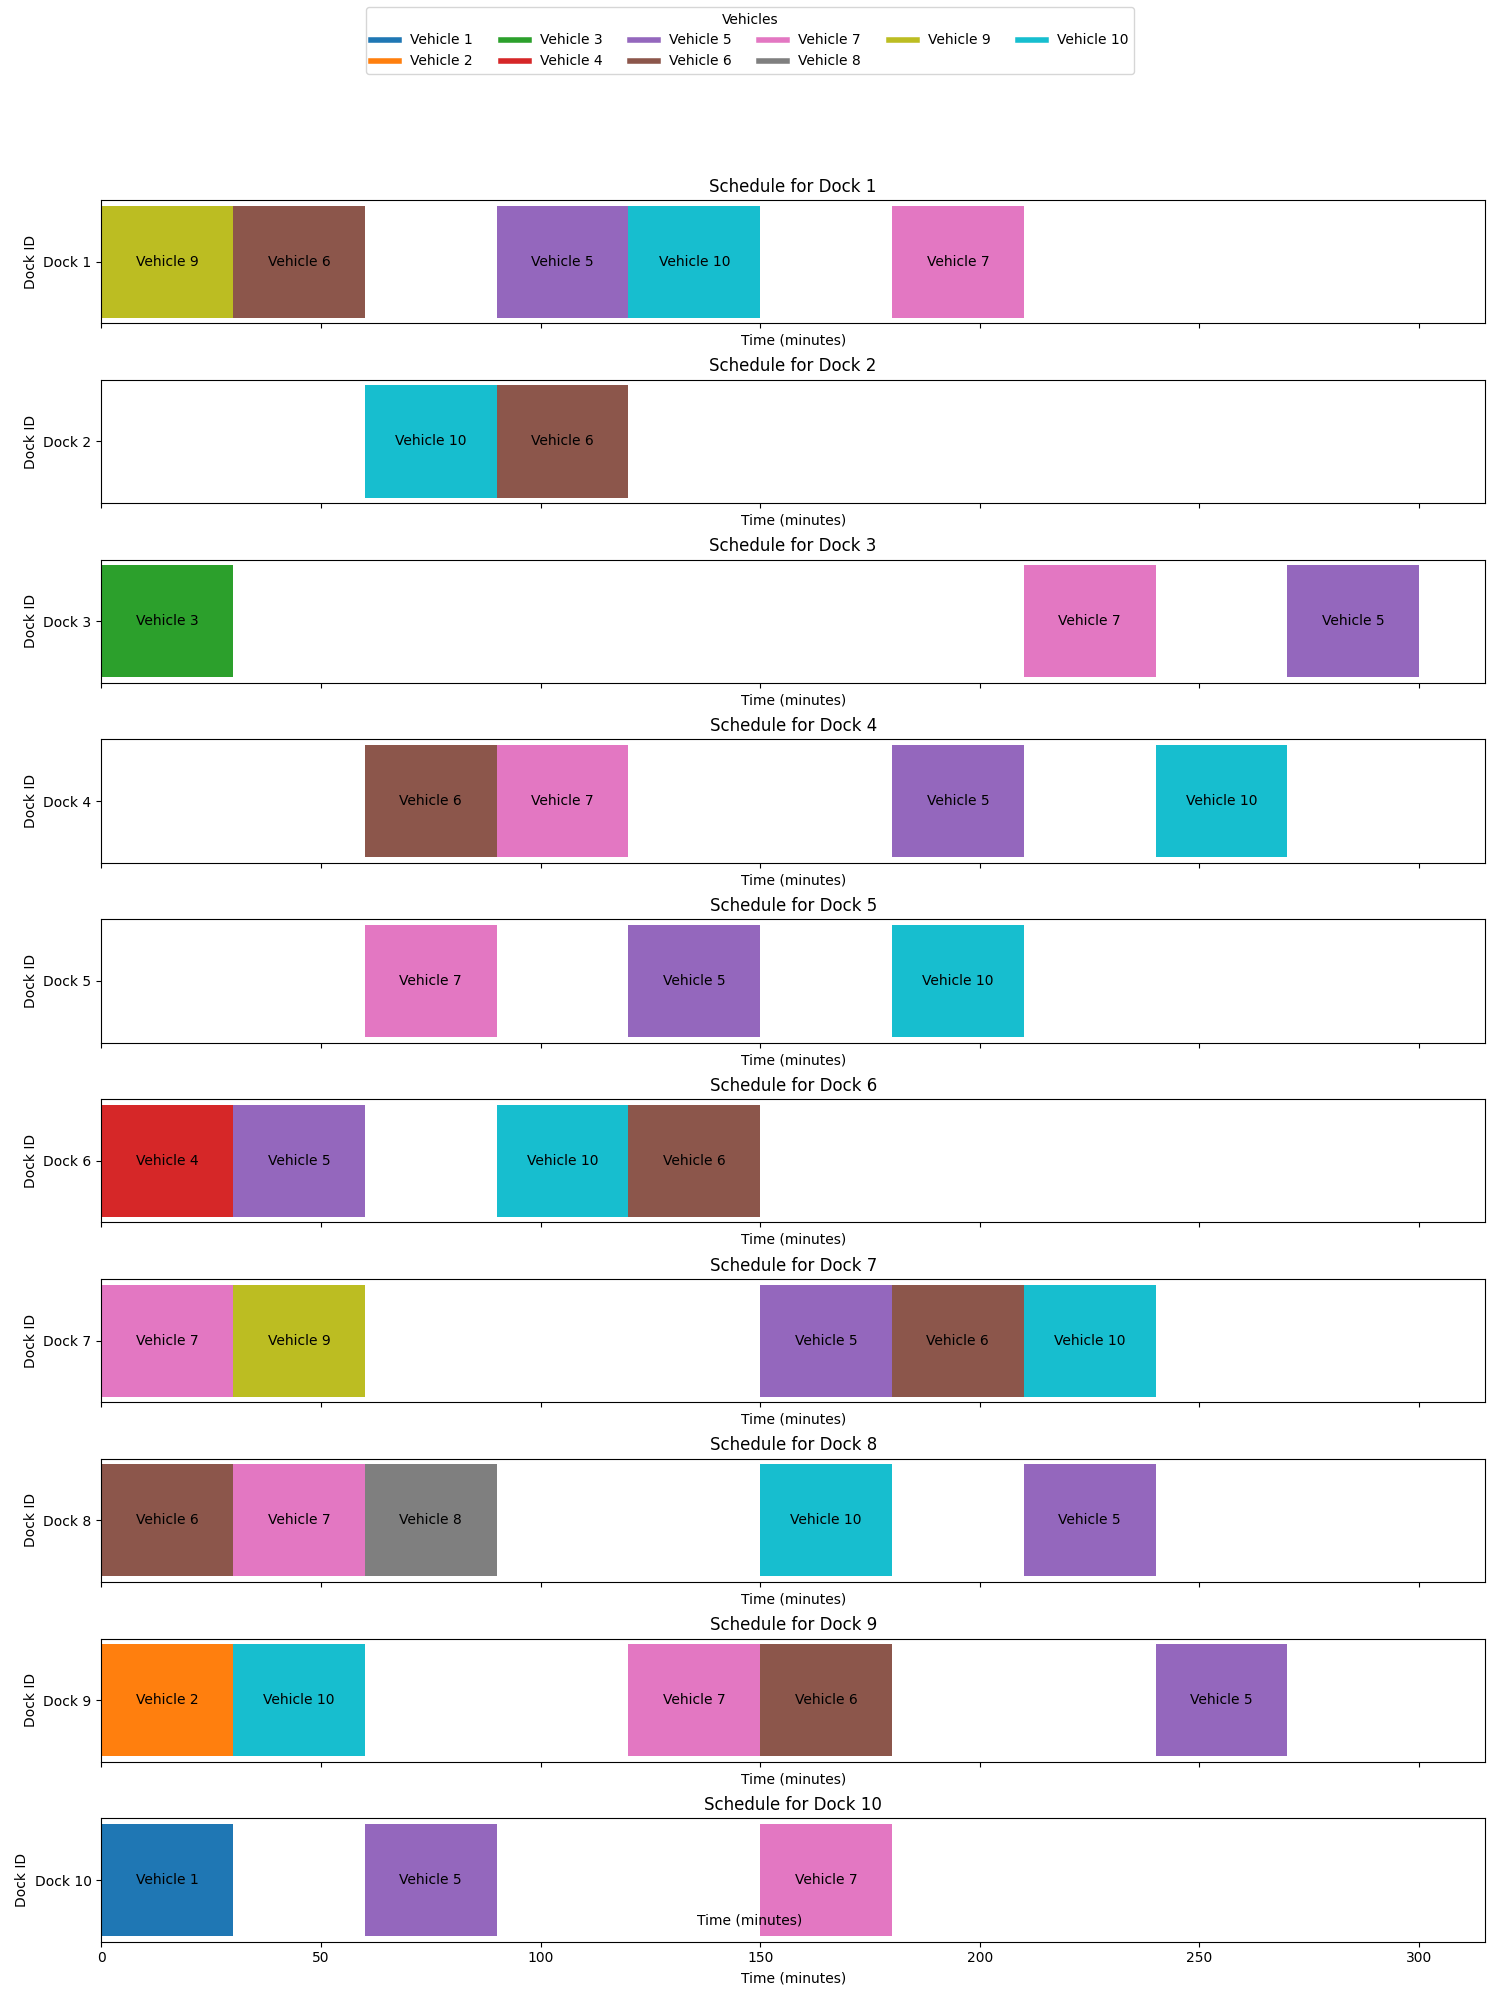 Vehicles
Vehicle 1 Vehicle 3 Vehicle 5 Vehicle 7 Vehicle 9 Vehicle 10
Vehicle 2 Vehicle 4 Vehicle 6 Vehicle 8
Schedule for Dock 1
Dock ID
Dock 1 Vehicle 9 Vehicle 6 Vehicle 5 Vehicle 10 Vehicle 7
Time (minutes)
Schedule for Dock 2
Dock ID
Dock 2 Vehicle 10 Vehicle 6
Time (minutes)
Schedule for Dock 3
Dock ID
Dock 3 Vehicle 3 Vehicle 7 Vehicle 5
Time (minutes)
Schedule for Dock 4
Dock ID
Dock 4 Vehicle 6 Vehicle 7 Vehicle 5 Vehicle 10
Time (minutes)
Schedule for Dock 5
Dock ID
Dock 5 Vehicle 7 Vehicle 5 Vehicle 10
Time (minutes)
Schedule for Dock 6
Dock ID
Dock 6 Vehicle 4 Vehicle 5 Vehicle 10 Vehicle 6
Time (minutes)
Schedule for Dock 7
Dock ID
Dock 7 Vehicle 7 Vehicle 9 Vehicle 5 Vehicle 6 Vehicle 10
Time (minutes)
Schedule for Dock 8
Dock ID
Dock 8 Vehicle 6 Vehicle 7 Vehicle 8 Vehicle 10 Vehicle 5
Time (minutes)
Schedule for Dock 9
Dock ID
Dock 9 Vehicle 2 Vehicle 10 Vehicle 7 Vehicle 6 Vehicle 5
Time (minutes)
Schedule for Dock 10
Dock ID
Dock 10 Vehicle 1 Vehicle 5 Vehicle 7
Time (minutes)
0 50 100 150 200 250 300
Time (minutes)